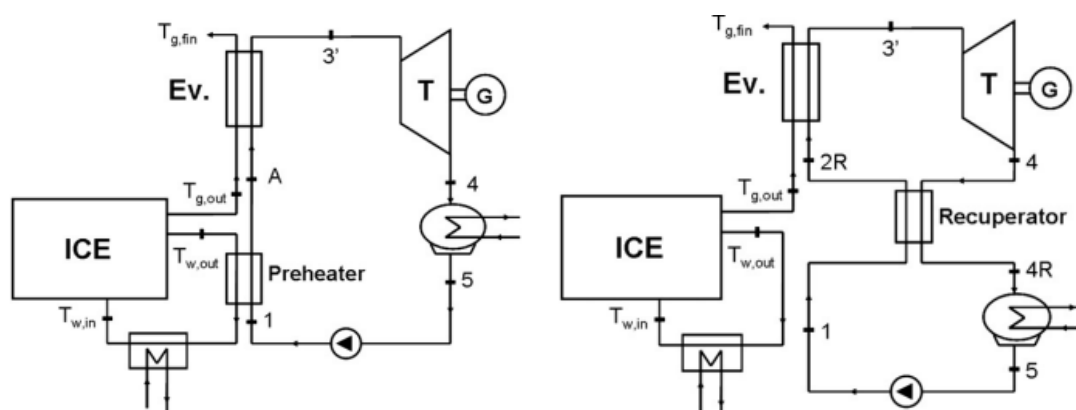 T_g,fin
3'
Ev.
T
G
A
T_g,out
4
ICE
T_w,out
Preheater
5
T_w,in
1
T_g,fin
3'
Ev.
T
G
2R
4
T_g,out
Recuperator
ICE
T_w,out
4R
T_w,in
1
5